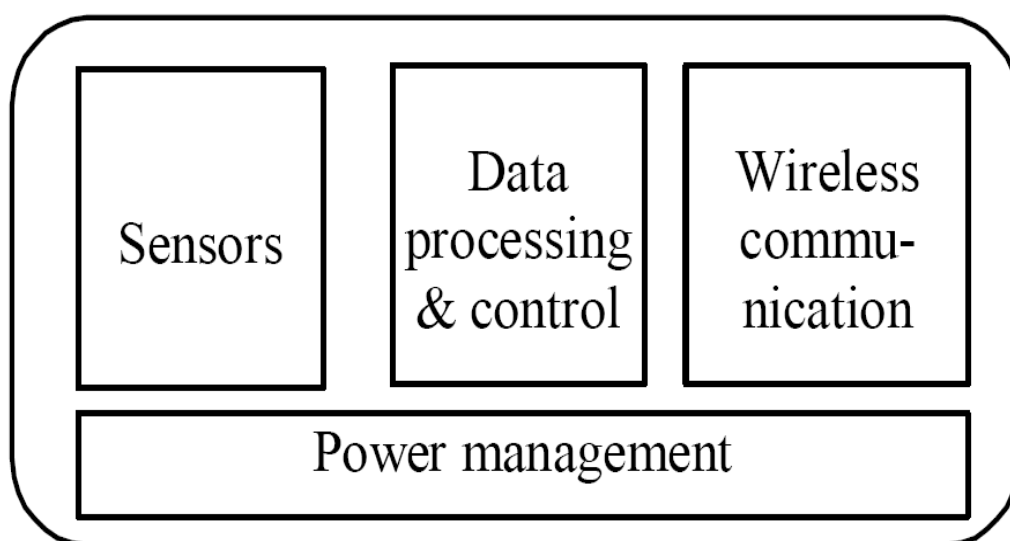 Sensors
Data
processing
& control
Wireless
commu-
nication
Power management